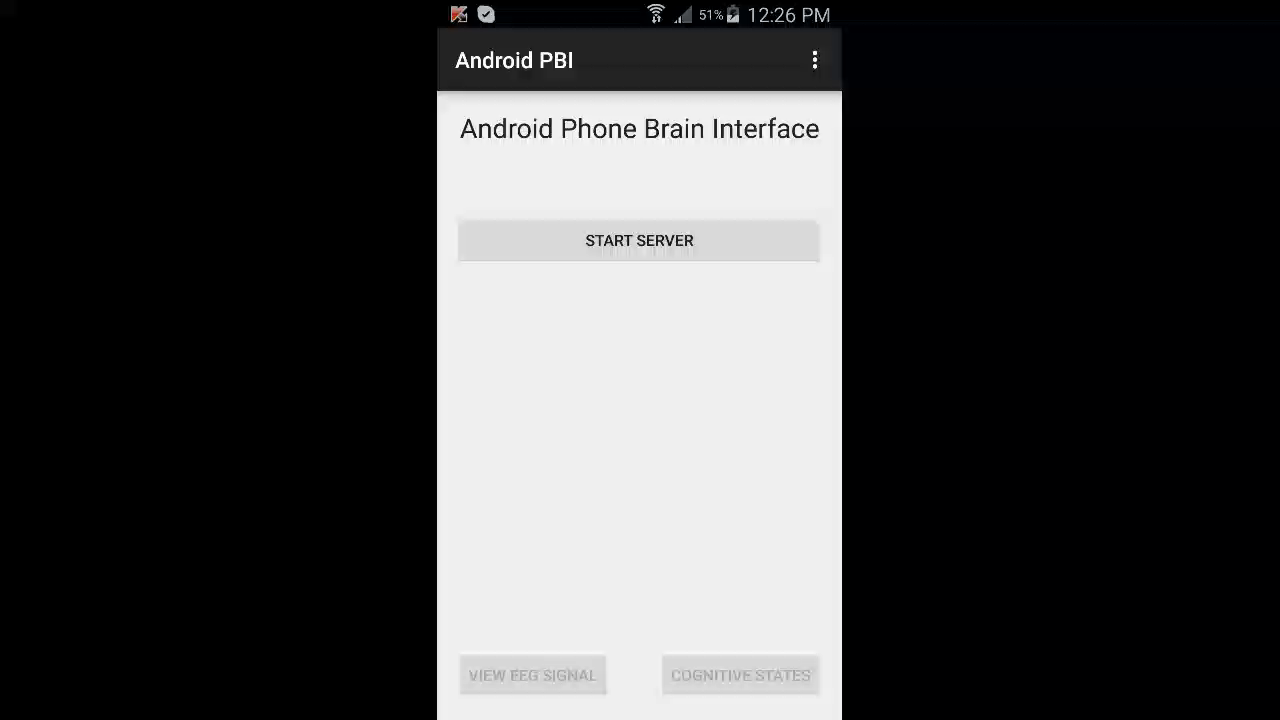 51% 12:26 PM
Android PBI
Android Phone Brain Interface
START SERVER
VIEW EEG SIGNAL COGNITIVE STATES